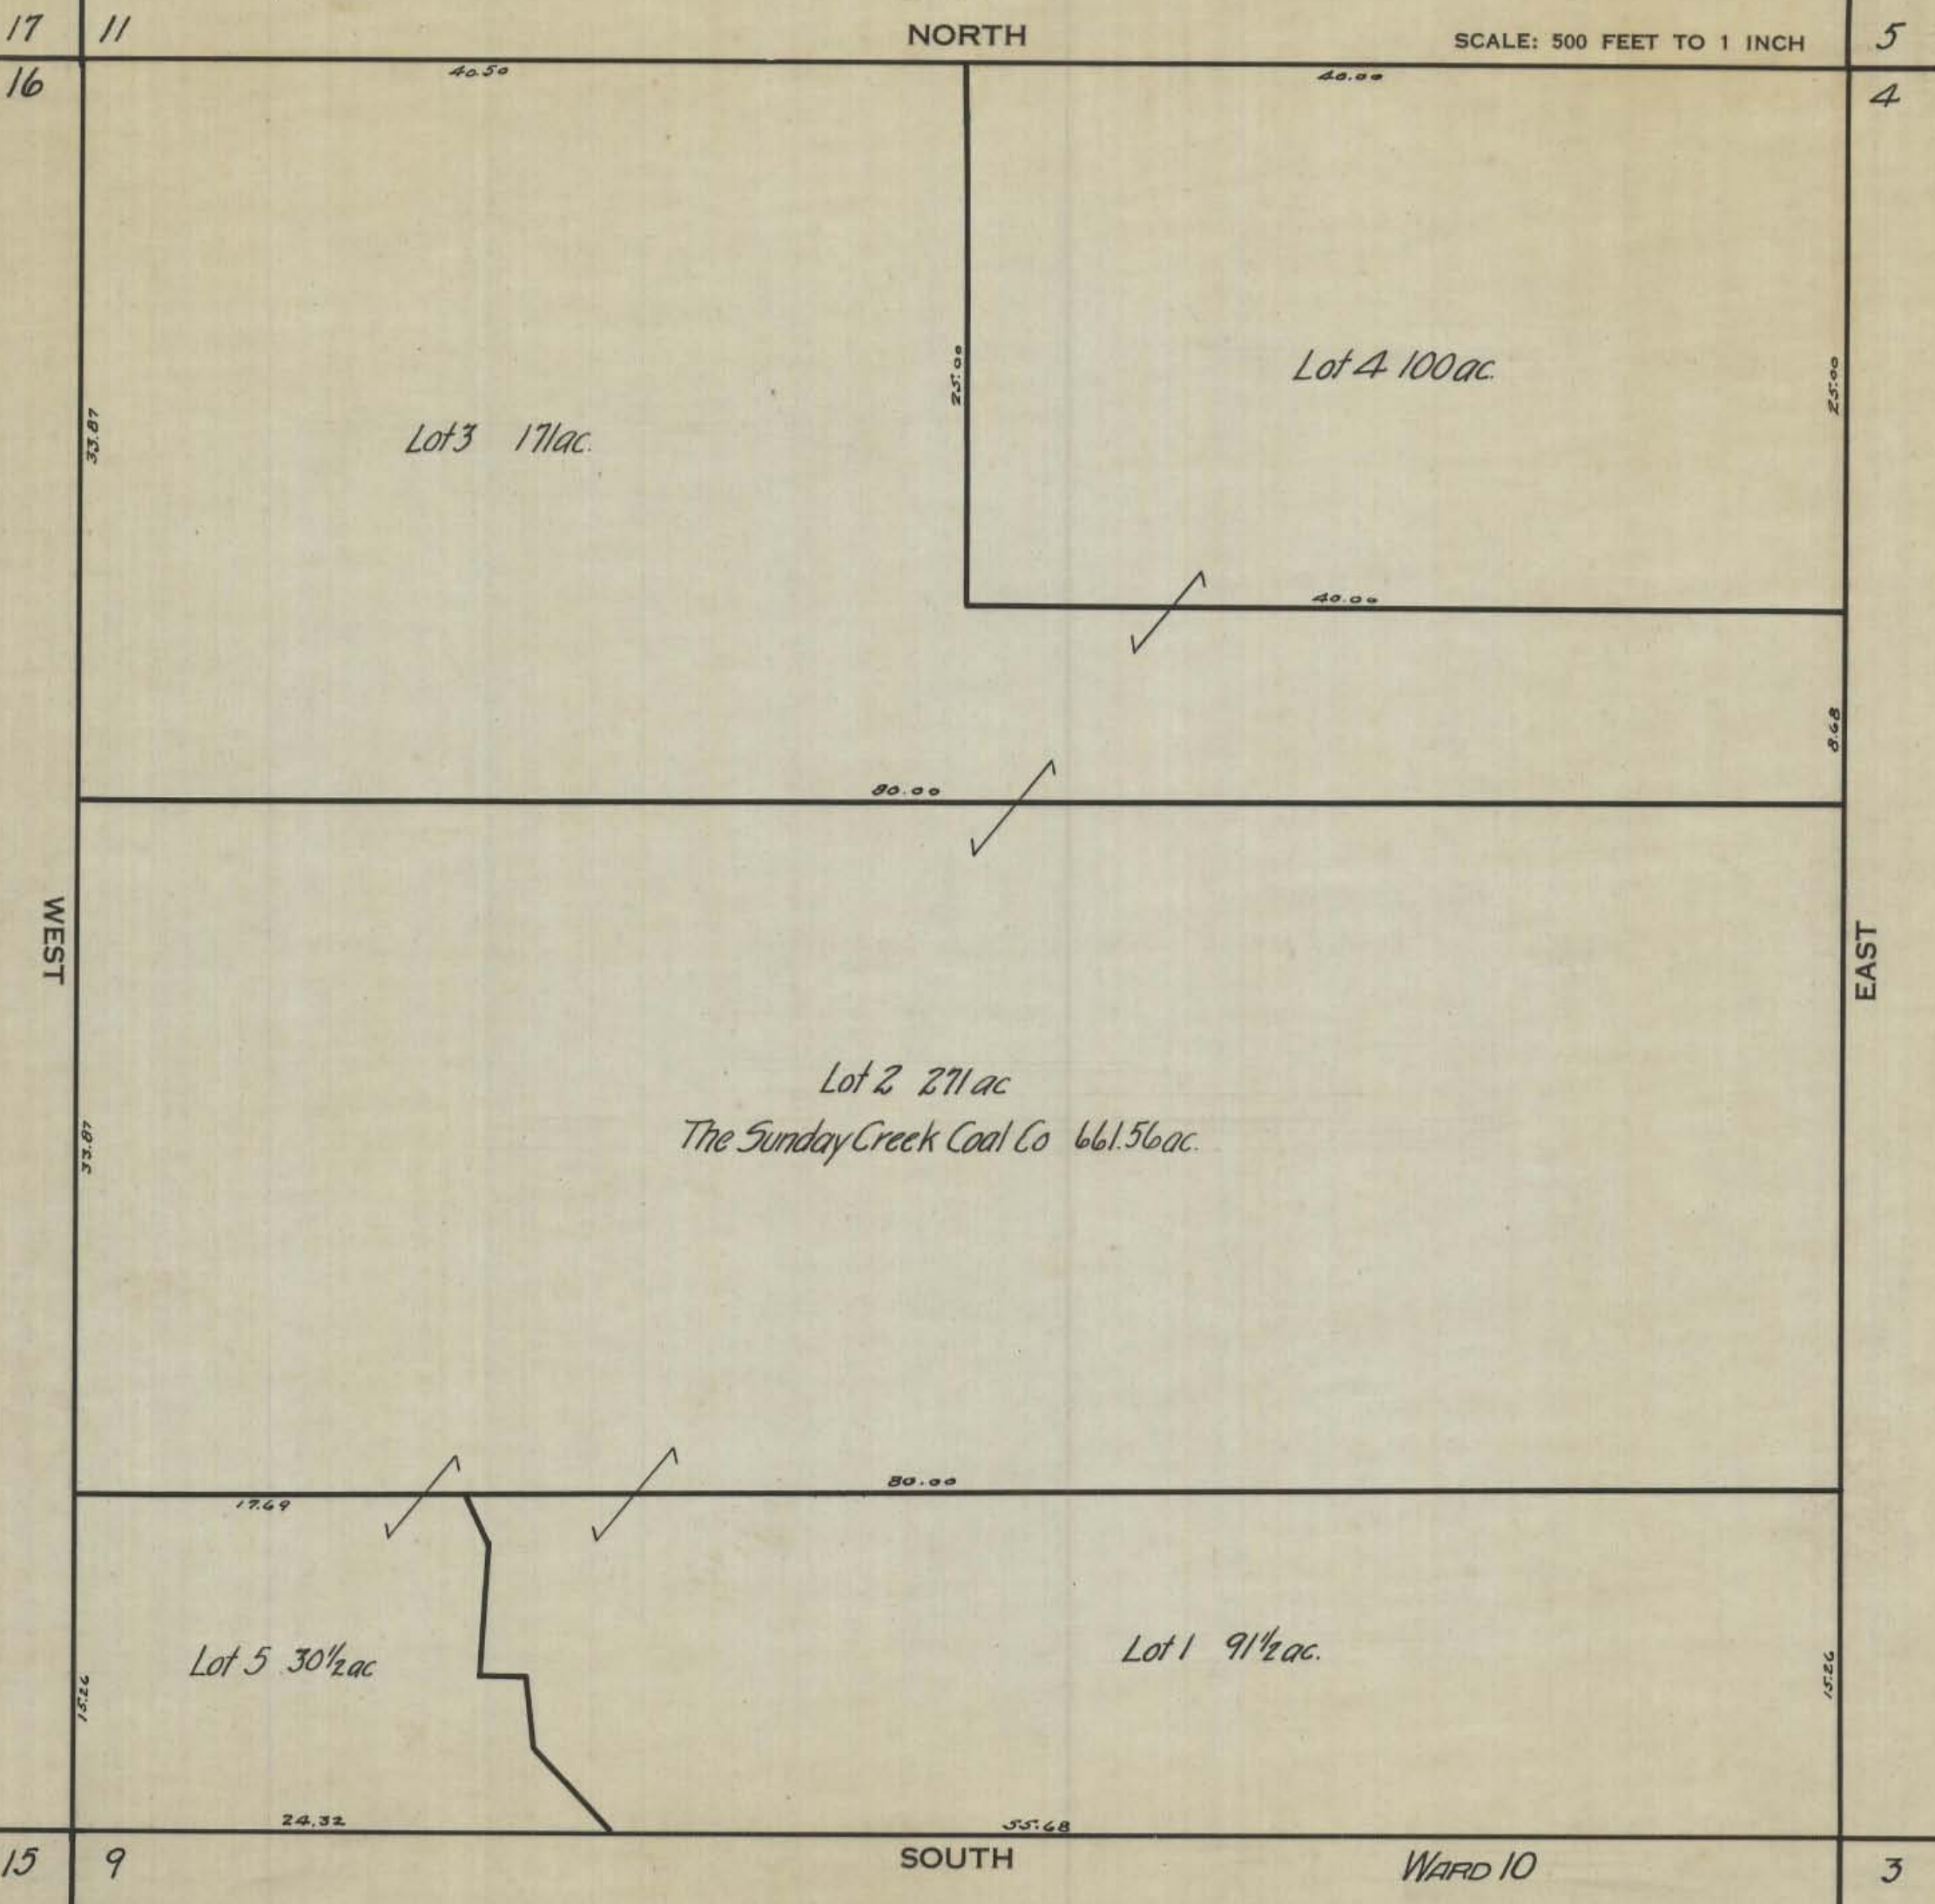 17 11 NORTH SCALE: 500 FEET TO 1 INCH 5
16 40.50 40.00 4
33.87
25.00
Lot 4 100ac.
25.00
Lot 3 171ac.
40.00
8.68
80.00
WEST
EAST
Lot 2 271ac
The Sunday Creek Coal Co 661.56ac.
33.87
80.00
17.69
Lot 5 30½ac
Lot 1 91½ac.
15.26
15.26
24.32
55.68
15 9 SOUTH WARD 10 3